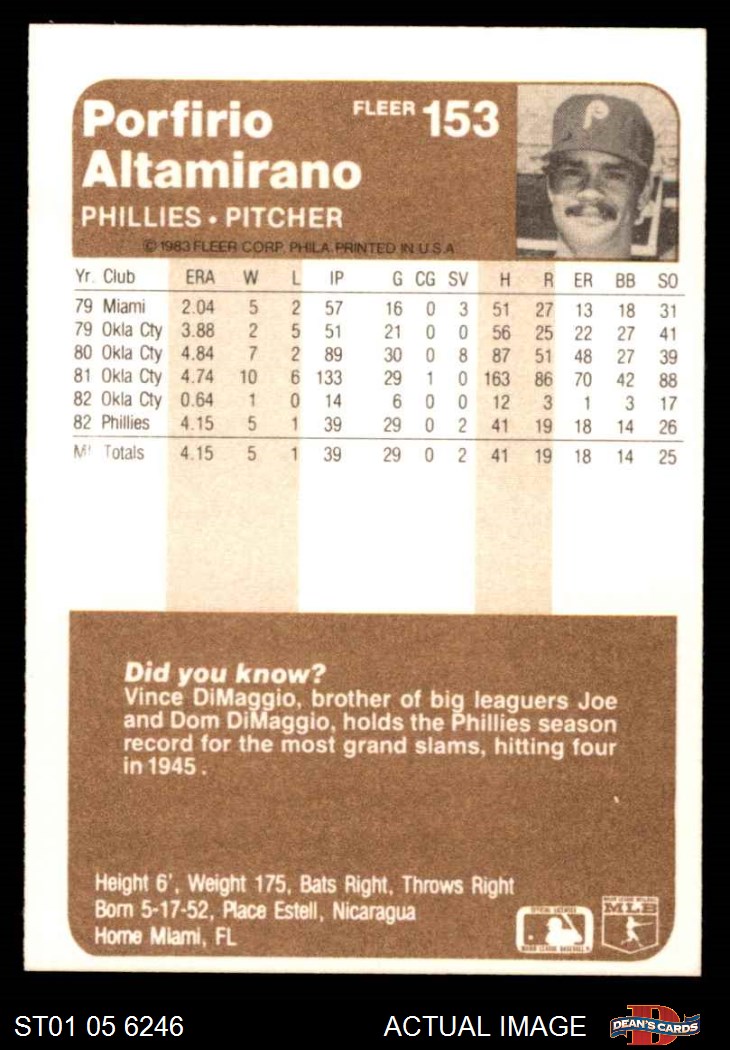 Porfirio
Altamirano
FLEER 153
P
PHILLIES • PITCHER
© 1983 FLEER CORP. PHILA. PRINTED IN U.S.A
Yr. Club ERA W L IP G CG SV H R ER BB SO
79 Miami 2.04 5 2 57 16 0 3 51 27 13 18 31
79 Okla Cty 3.88 2 5 51 21 0 0 56 25 22 27 41
80 Okla Cty 4.84 7 2 89 30 0 8 87 51 48 27 39
81 Okla Cty 4.74 10 6 133 29 1 0 163 86 70 42 88
82 Okla Cty 0.64 1 0 14 6 0 0 12 3 1 3 17
82 Phillies 4.15 5 1 39 29 0 2 41 19 18 14 26
Totals 4.15 5 1 39 29 0 2 41 19 18 14 25
Did you know?
Vince DiMaggio, brother of big leaguers Joe
and Dom DiMaggio, holds the Phillies season
record for the most grand slams, hitting four
in 1945.
Height 6', Weight 175, Bats Right, Throws Right
Born 5-17-52, Place Estell, Nicaragua
Home Miami, FL
MAJOR LEAGUE BASEBALL
MLB
ST01 05 6246
ACTUAL IMAGE
D
DEAN'S CARDS